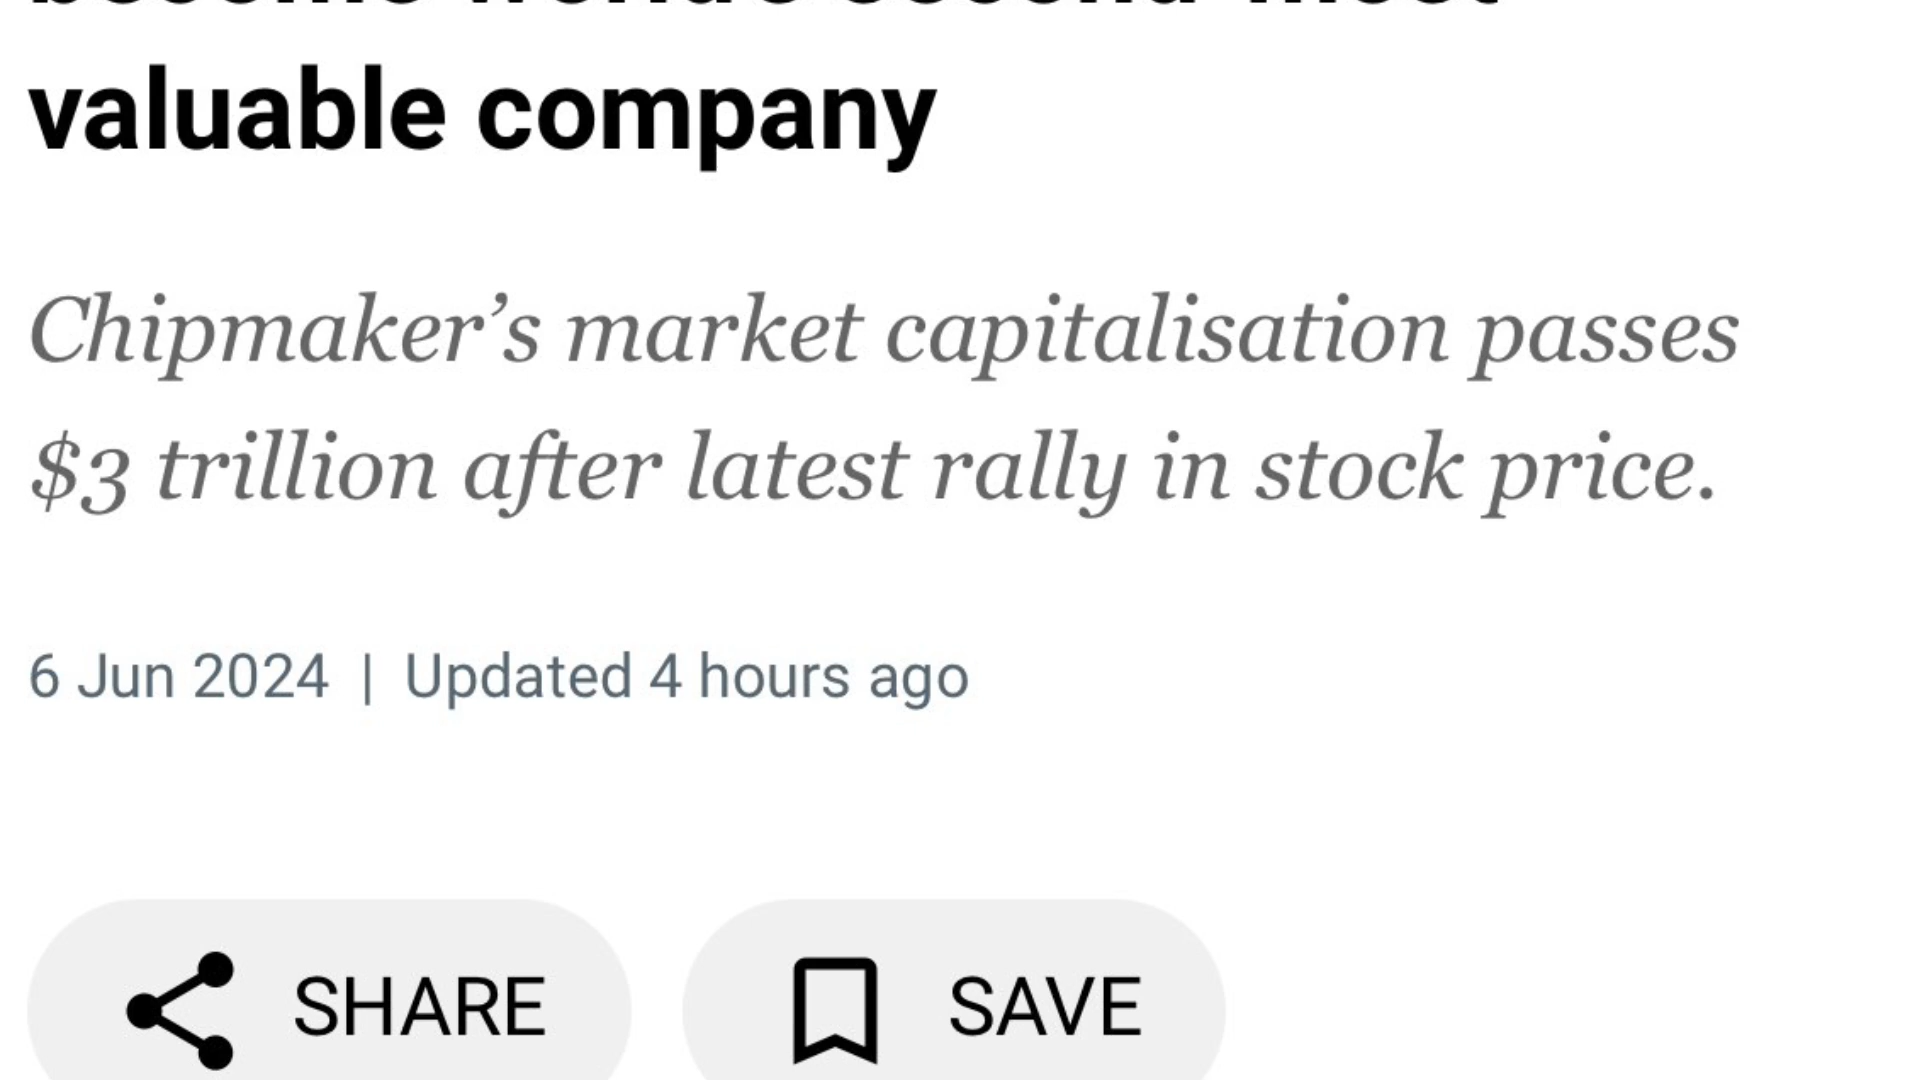 valuable company
Chipmaker’s market capitalisation passes
$3 trillion after latest rally in stock price.
6 Jun 2024 | Updated 4 hours ago
SHARE
SAVE